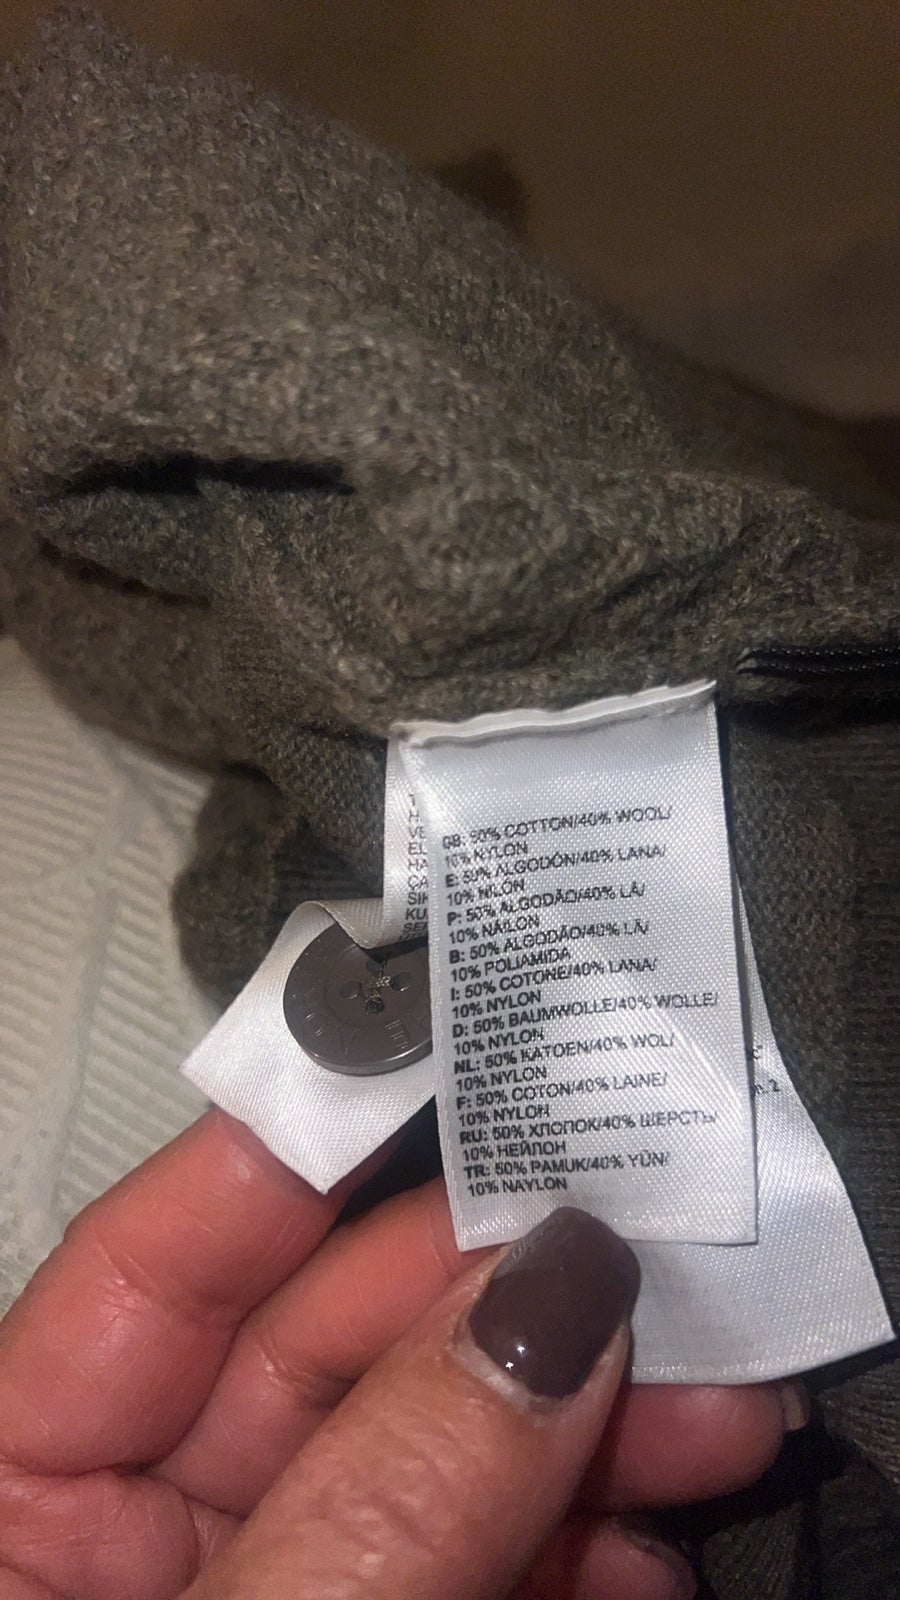 GB: 50% COTTON/40% WOOL/
10% NYLON
E: 50% ALGODÓN/40% LANA/
10% NILÓN
P: 50% ALGODÃO/40% LÃ/
10% NÁILON
B: 50% ALGODÃO/40% LÃ/
10% POLIAMIDA
I: 50% COTONE/40% LANA/
10% NYLON
D: 50% BAUMWOLLE/40% WOLLE/
10% NYLON
NL: 50% KATOEN/40% WOL/
10% NYLON
F: 50% COTON/40% LAINE/
10% NYLON
RU: 50% ХЛОПОК/40% ШЕРСТЬ/
10% НЕЙЛОН
TR: 50% PAMUK/40% YÜN/
10% NAYLON